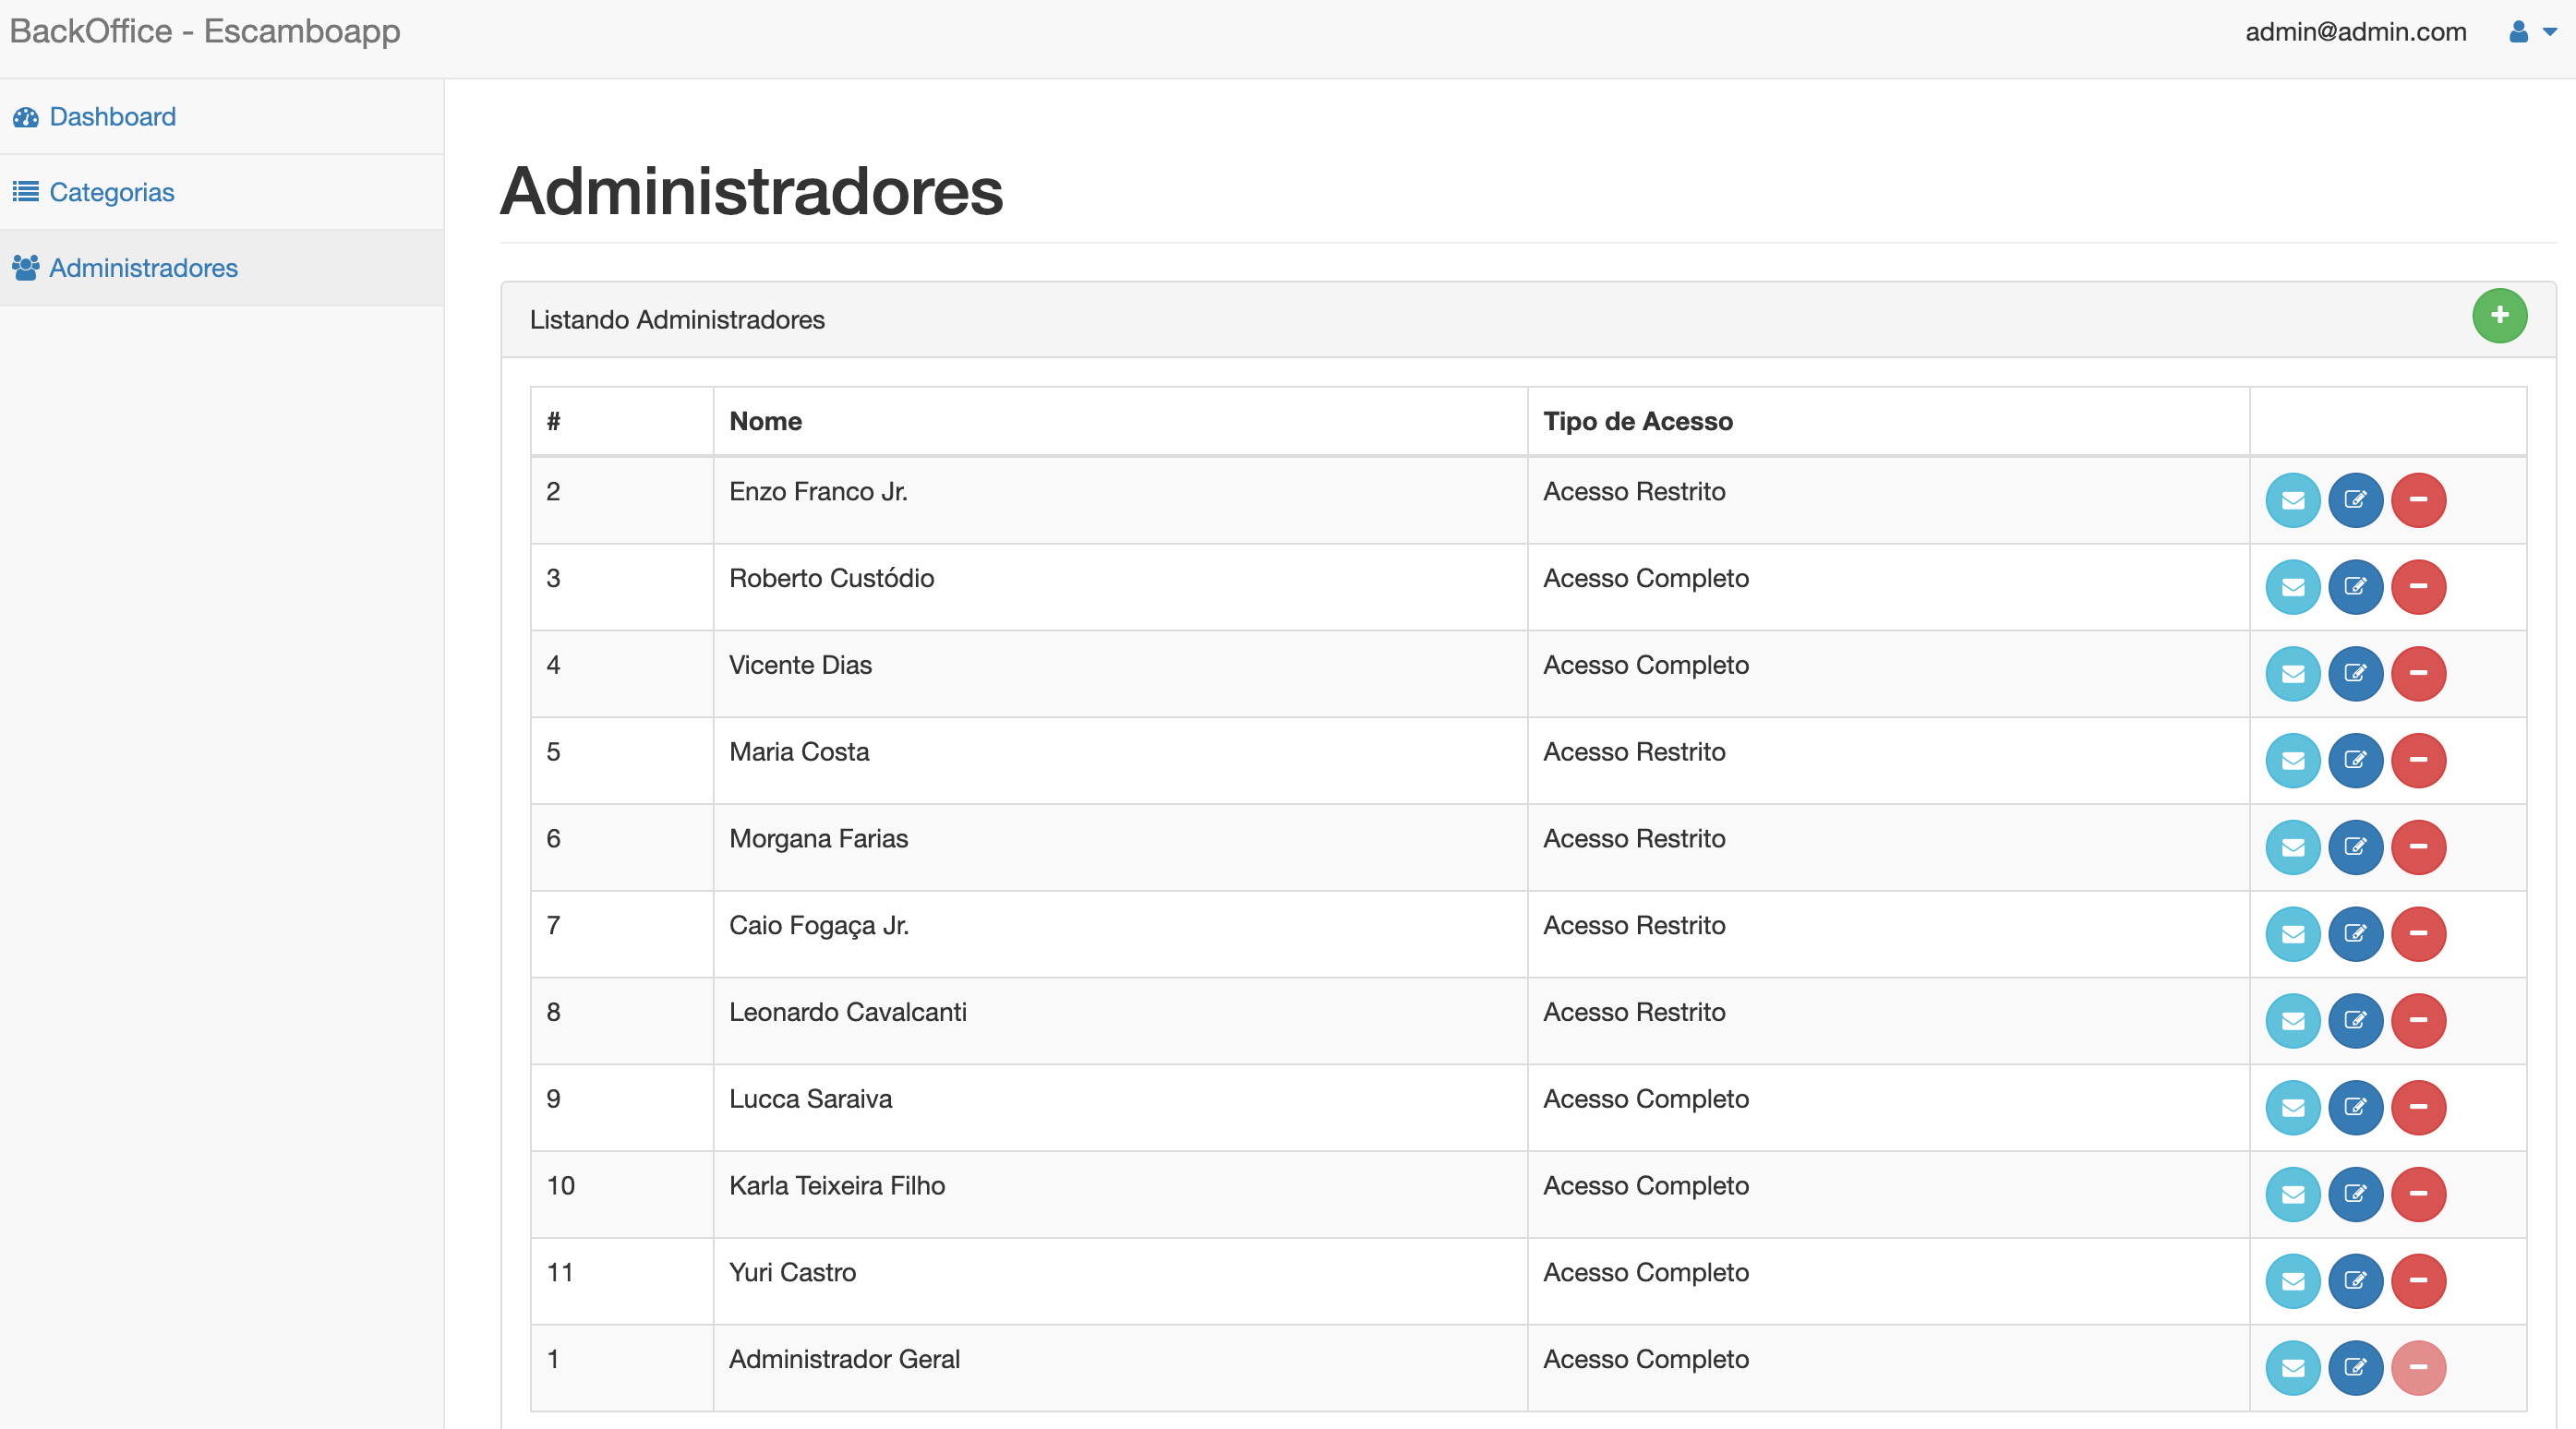 BackOffice - Escamboapp admin@admin.com
Dashboard
Categorias
Administradores
Administradores
Listando Administradores
# Nome Tipo de Acesso
2 Enzo Franco Jr. Acesso Restrito
3 Roberto Custódio Acesso Completo
4 Vicente Dias Acesso Completo
5 Maria Costa Acesso Restrito
6 Morgana Farias Acesso Restrito
7 Caio Fogaça Jr. Acesso Restrito
8 Leonardo Cavalcanti Acesso Restrito
9 Lucca Saraiva Acesso Completo
10 Karla Teixeira Filho Acesso Completo
11 Yuri Castro Acesso Completo
1 Administrador Geral Acesso Completo